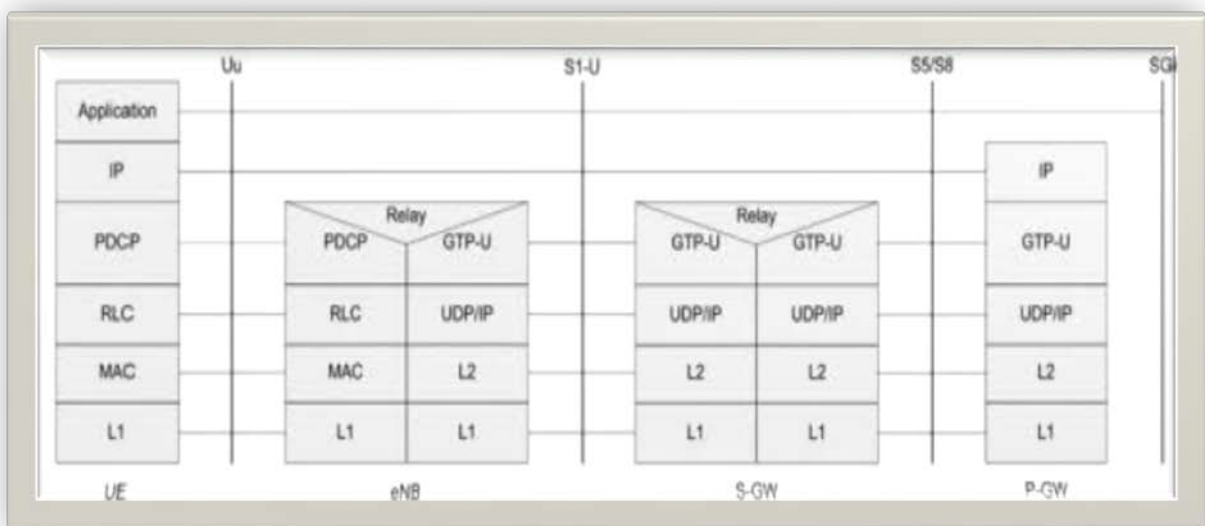 Uu S1-U S5/S8 SGi
Application
IP IP
Relay Relay
PDCP PDCP GTP-U GTP-U GTP-U GTP-U
RLC RLC UDP/IP UDP/IP UDP/IP UDP/IP
MAC MAC L2 L2 L2 L2
L1 L1 L1 L1 L1 L1
UE eNB S-GW P-GW